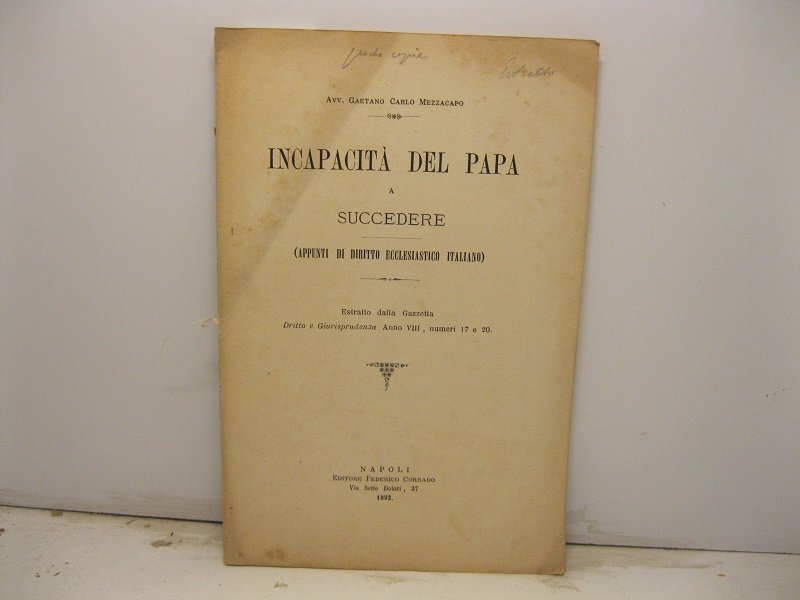 Estratto
Avv. Gaetano Carlo Mezzacapo
INCAPACITÀ DEL PAPA
A
SUCCEDERE
(APPUNTI DI DIRITTO ECCLESIASTICO ITALIANO)
Estratto dalla Gazzetta
Dritto e Giurisprudenza Anno VIII, numeri 17 e 20.
NAPOLI
Editore Federico Corrado
Via Sette Dolori, 37
1892.